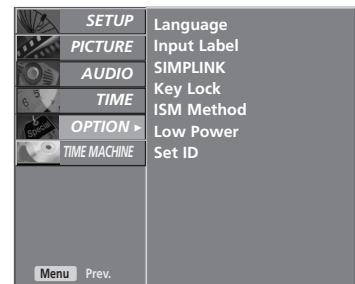 SETUP
PICTURE
AUDIO
TIME
OPTION ▸
TIME MACHINE
Language
Input Label
SIMPLINK
Key Lock
ISM Method
Low Power
Set ID
Menu Prev.